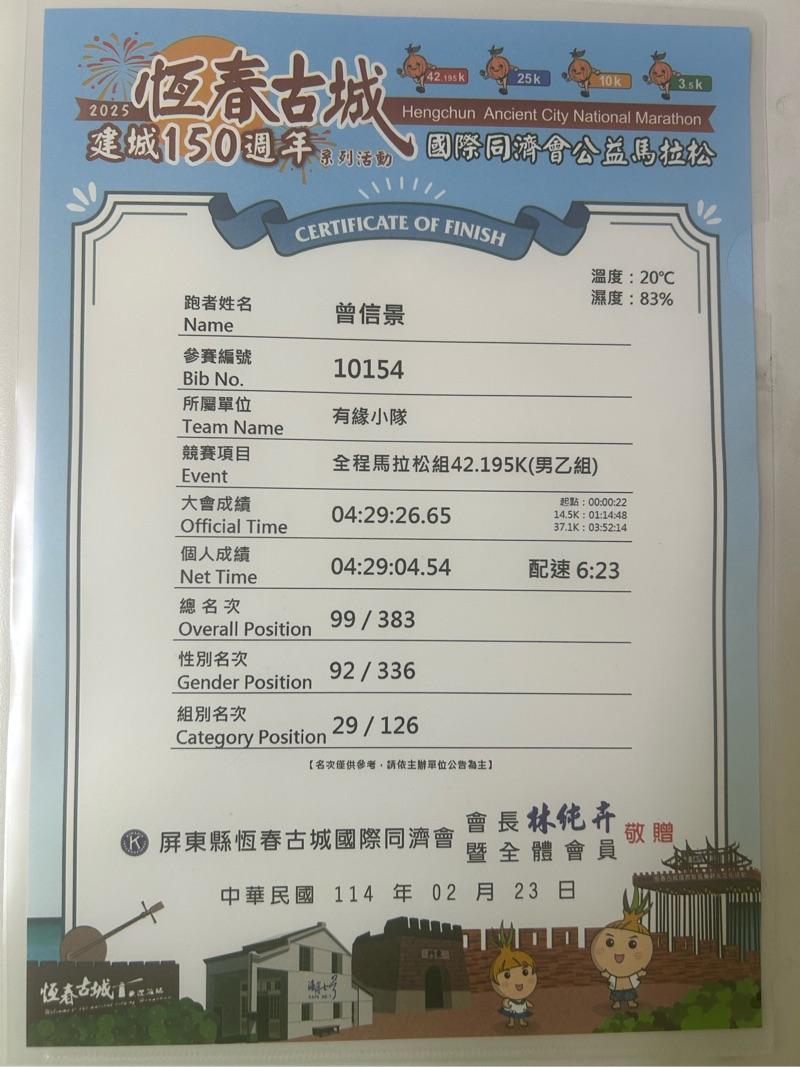 42.195k 25k 10k 3.5k
2025 恆春古城
Hengchun Ancient City National Marathon
建城150週年系列活動
國際同濟會公益馬拉松
CERTIFICATE OF FINISH
溫度：20℃
濕度：83%
跑者姓名 曾信景
Name
參賽編號 10154
Bib No.
所屬單位 有緣小隊
Team Name
競賽項目 全程馬拉松組42.195K(男乙組)
Event
大會成績 04:29:26.65
Official Time
起點：00:00:22
14.5K：01:14:48
37.1K：03:52:14
個人成績 04:29:04.54 配速 6:23
Net Time
總名次 99 / 383
Overall Position
性別名次 92 / 336
Gender Position
組別名次 29 / 126
Category Position
【名次僅供參考，請依主辦單位公告為主】
屏東縣恆春古城國際同濟會
會長 林純卉 敬贈
暨全體會員
中華民國 114 年 02 月 23 日
恆春古城